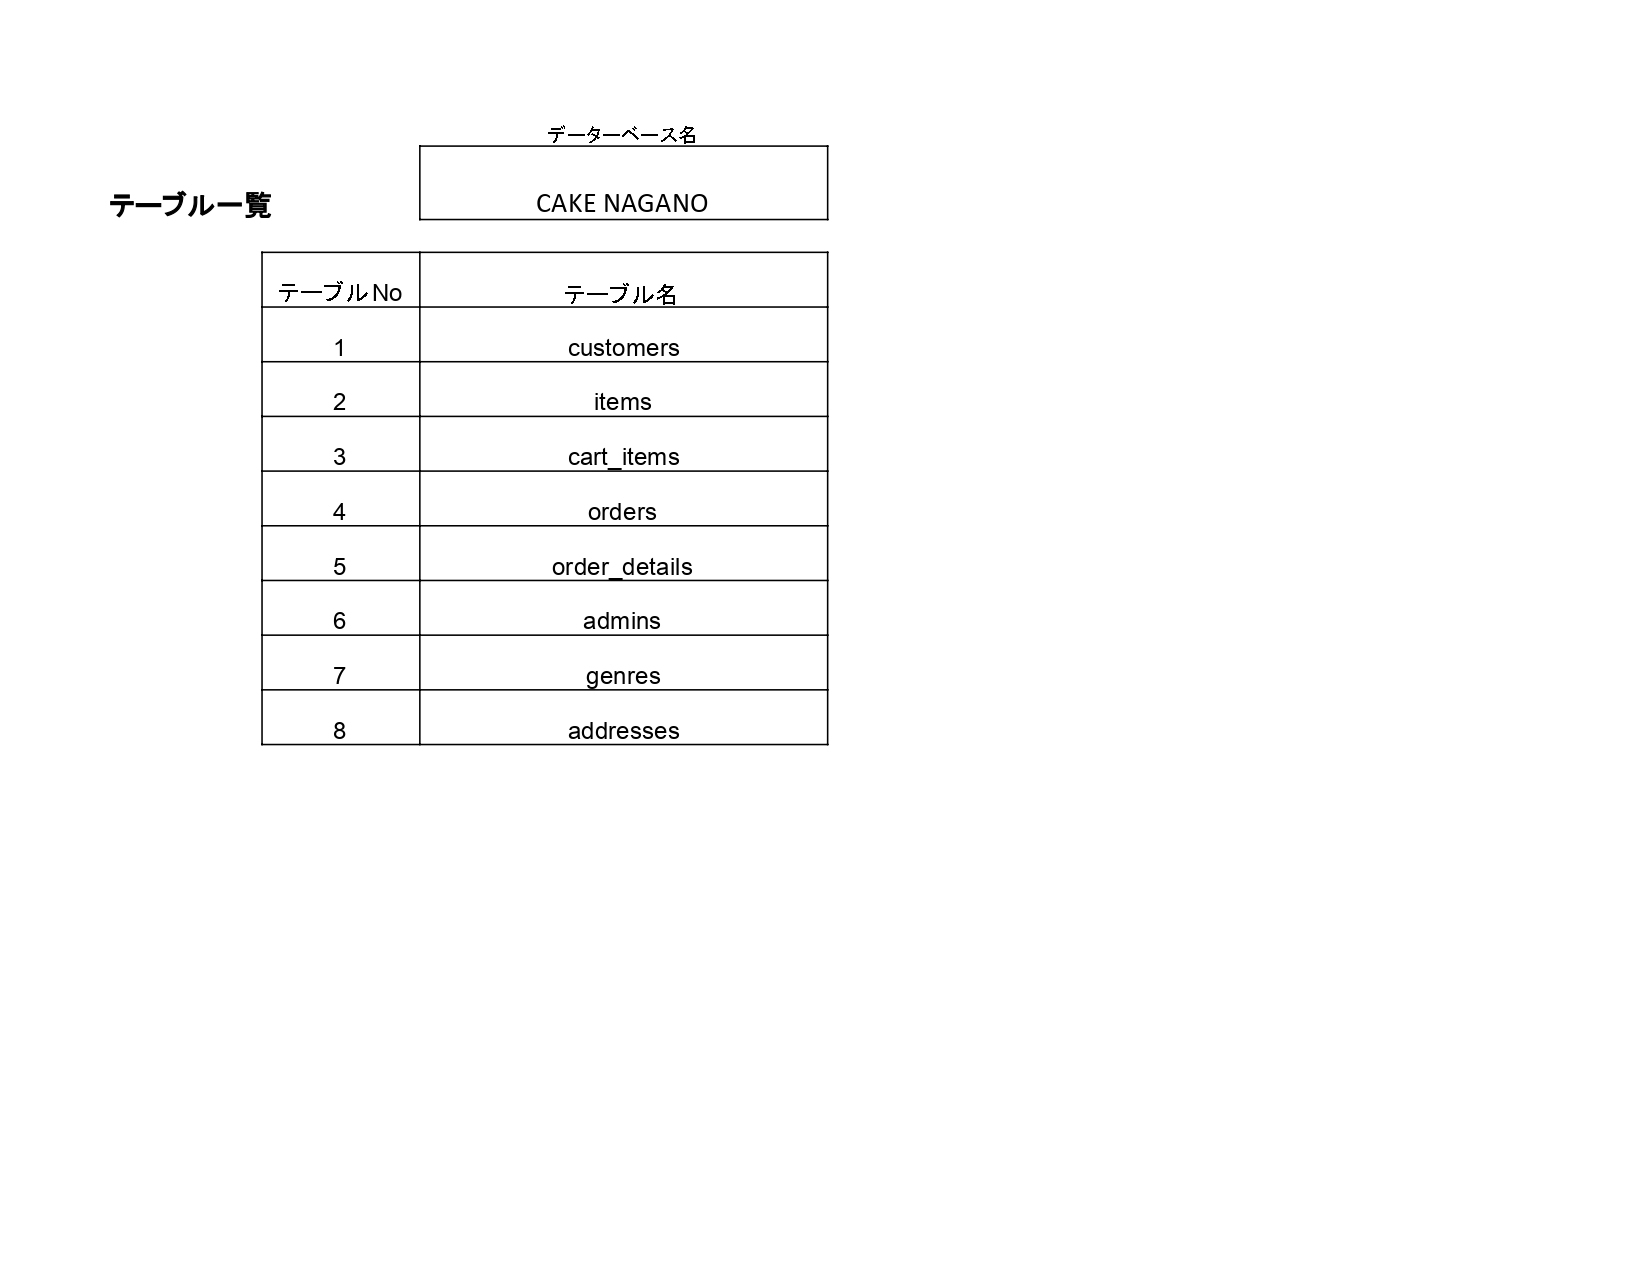 データーベース名
テーブル一覧
CAKE NAGANO
テーブルNo テーブル名
1 customers
2 items
3 cart_items
4 orders
5 order_details
6 admins
7 genres
8 addresses